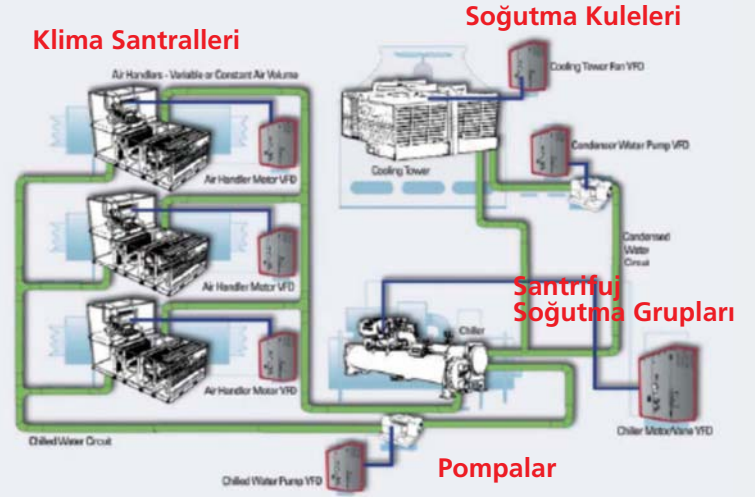 Soğutma Kuleleri
Klima Santralleri
Air Handlers - Variable or Constant Air Volume
Cooling Tower Fan VFD
Condenser Water Pump VFD
Air Handler Motor VFD
Cooling Tower
Condensed
Water
Circuit
Air Handler Motor VFD
Santrifuj
Soğutma Grupları
Chiller
Air Handler Motor VFD
Chiller Motor/Vane VFD
Chilled Water Circuit
Pompalar
Chilled Water Pump VFD